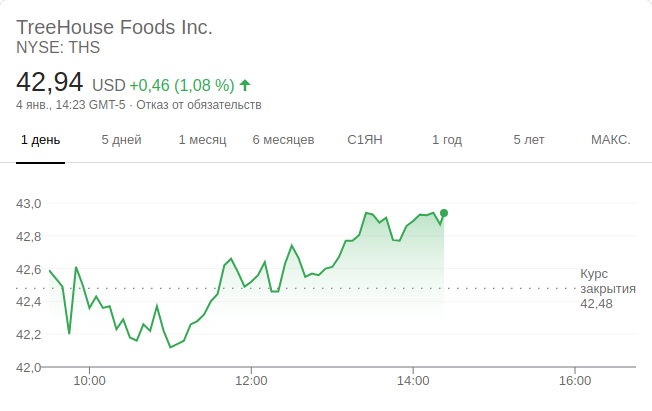 TreeHouse Foods Inc.
NYSE: THS
42,94 USD +0,46 (1,08 %)
4 янв., 14:23 GMT-5 · Отказ от обязательств
1 день 5 дней 1 месяц 6 месяцев С1ЯН 1 год 5 лет МАКС.
43,0
42,8
42,6
42,4
42,2
42,0
Курс
закрытия
42,48
10:00 12:00 14:00 16:00